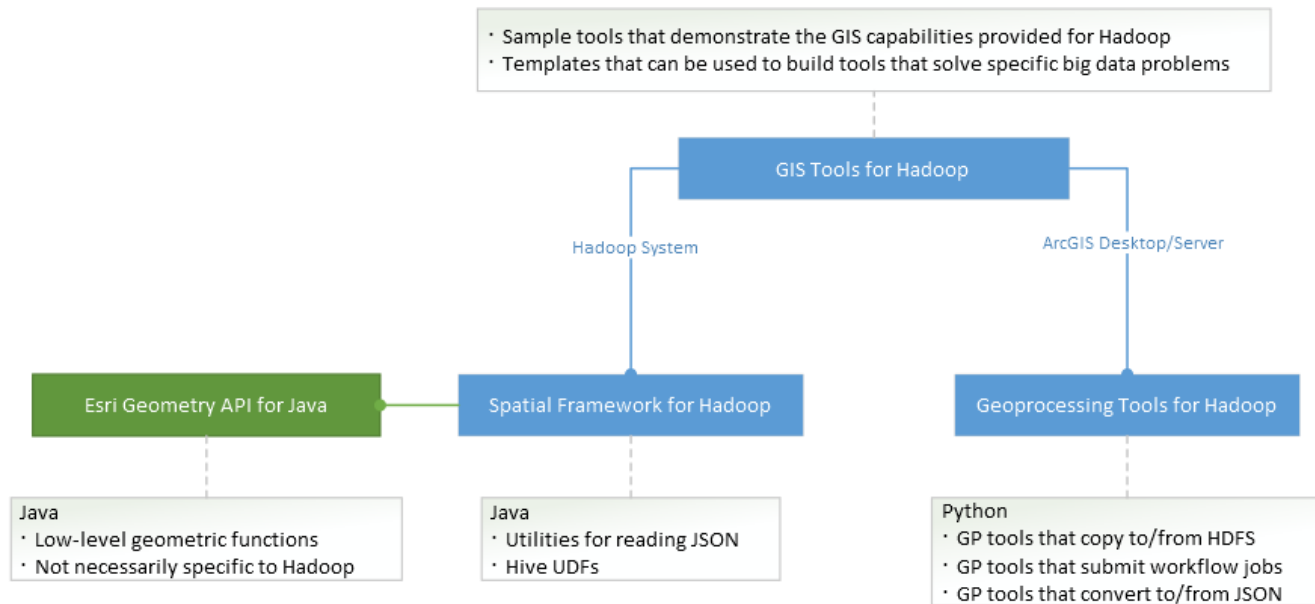 · Sample tools that demonstrate the GIS capabilities provided for Hadoop
· Templates that can be used to build tools that solve specific big data problems
GIS Tools for Hadoop
Hadoop System
ArcGIS Desktop/Server
Esri Geometry API for Java
Spatial Framework for Hadoop
Geoprocessing Tools for Hadoop
Java
· Low-level geometric functions
· Not necessarily specific to Hadoop
Java
· Utilities for reading JSON
· Hive UDFs
Python
· GP tools that copy to/from HDFS
· GP tools that submit workflow jobs
· GP tools that convert to/from JSON